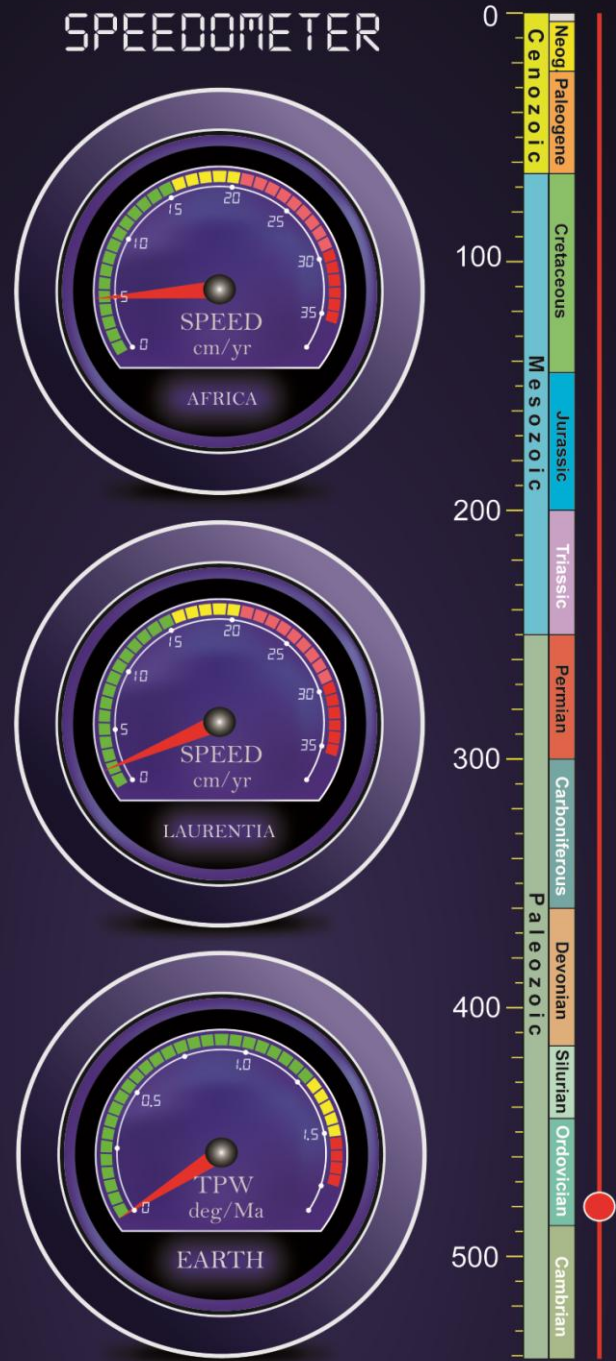 SPEEDOMETER
0
5
10
15
20
25
30
35
SPEED
cm/yr
AFRICA
0
5
10
15
20
25
30
35
SPEED
cm/yr
LAURENTIA
0
0.5
1.0
1.5
TPW
deg/Ma
EARTH
0
100
200
300
400
500
Cenozoic
Mesozoic
Paleozoic
Neog.
Paleogene
Cretaceous
Jurassic
Triassic
Permian
Carboniferous
Devonian
Silurian
Ordovician
Cambrian